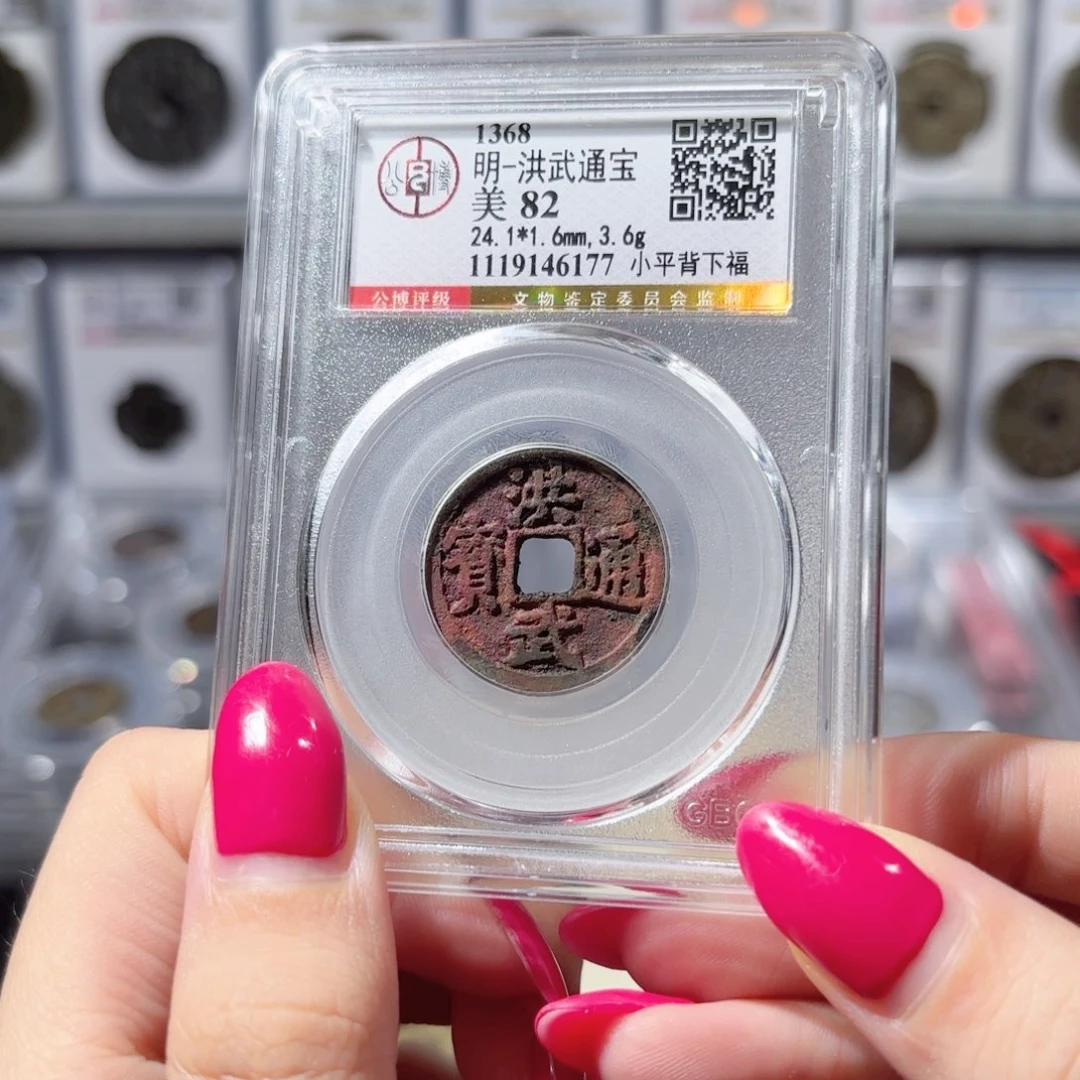 1368
明-洪武通宝
美 82
24.1*1.6mm,3.6g
1119146177 小平背下福
公博评级 文物鉴定委员会监制
洪武通寶